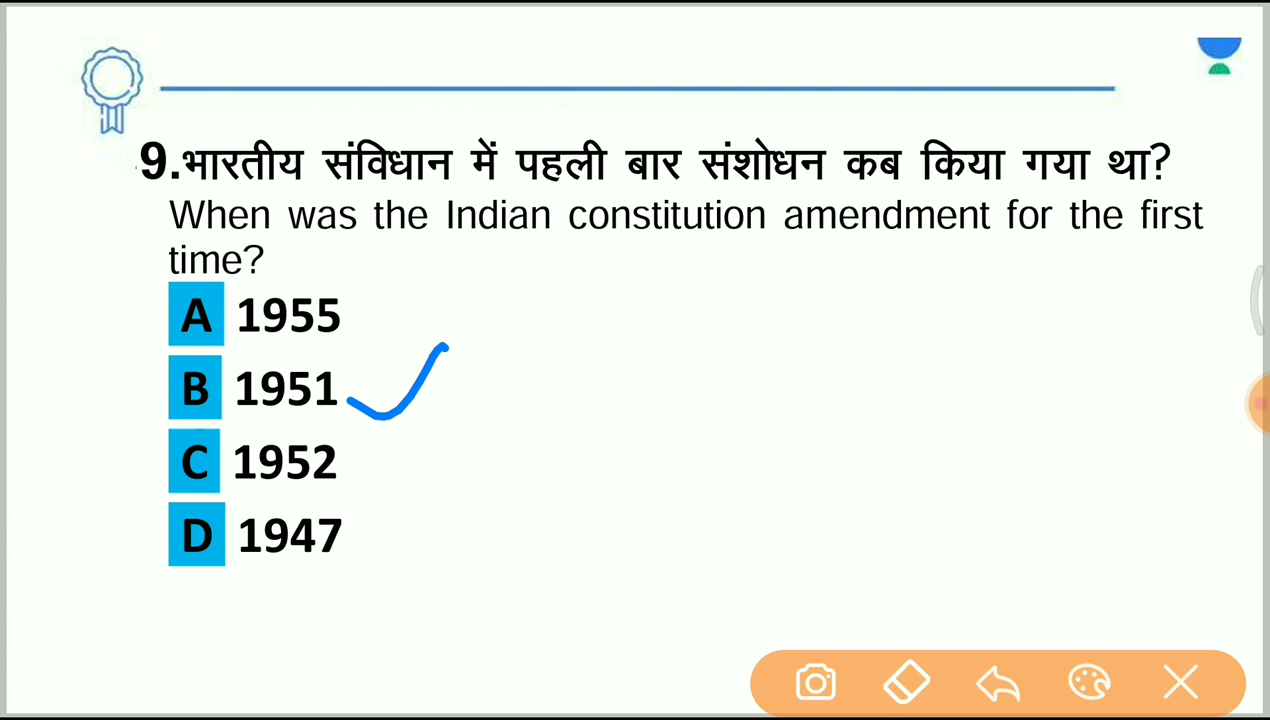 9.भारतीय संविधान में पहली बार संशोधन कब किया गया था?
When was the Indian constitution amendment for the first
time?
A 1955
B 1951
C 1952
D 1947